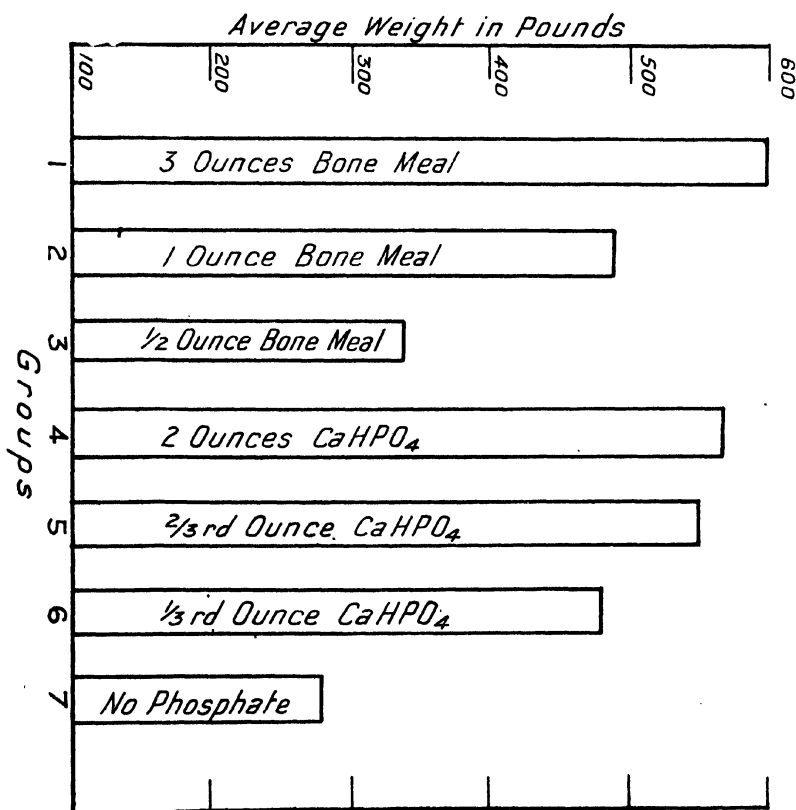 Average Weight in Pounds
100 200 300 400 500 600
1 3 Ounces Bone Meal
2 1 Ounce Bone Meal
3 1/2 Ounce Bone Meal
4 2 Ounces CaHPO4
5 2/3rd Ounce CaHPO4
6 1/3rd Ounce CaHPO4
7 No Phosphate
Groups